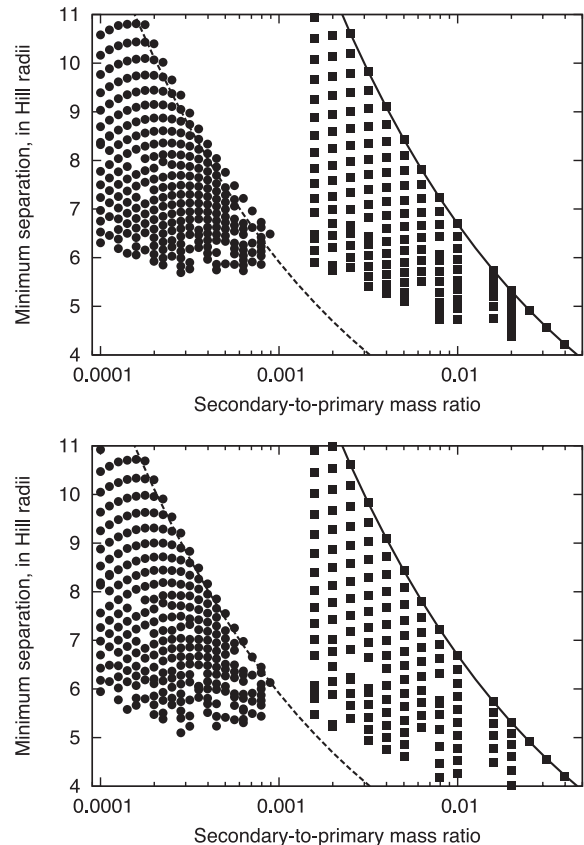 11
10
9
8
7
6
5
4
Minimum separation, in Hill radii
0.0001 0.001 0.01
Secondary-to-primary mass ratio
11
10
9
8
7
6
5
4
Minimum separation, in Hill radii
0.0001 0.001 0.01
Secondary-to-primary mass ratio